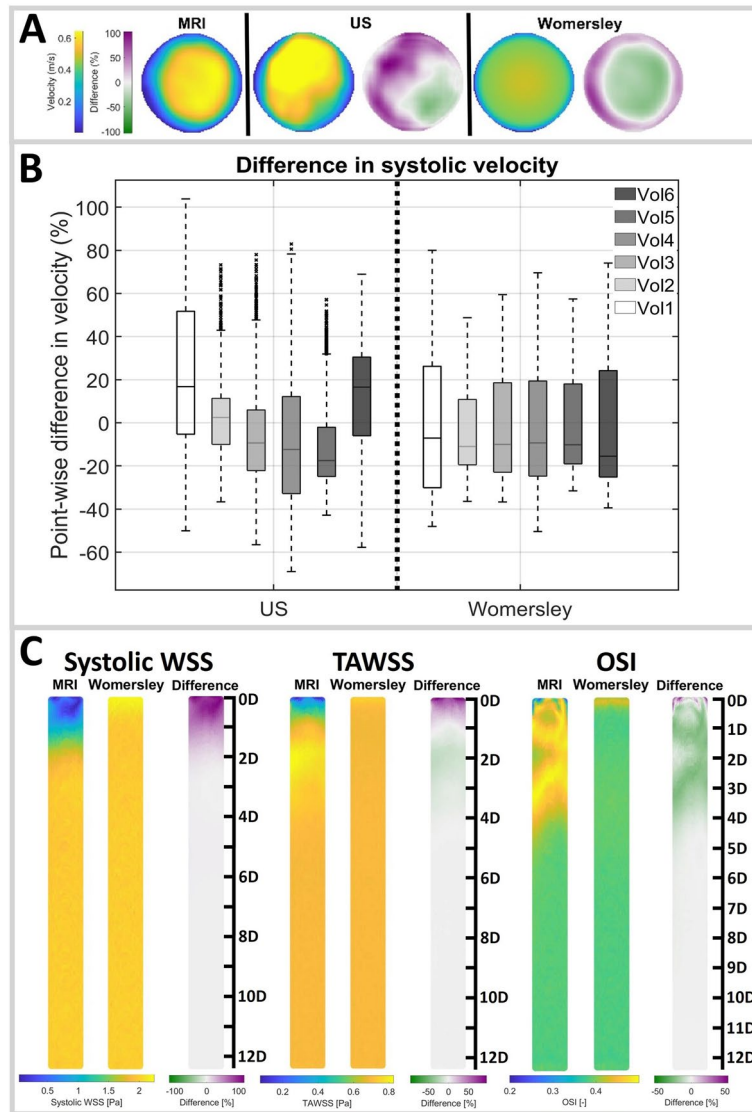 A
MRI
US
Womersley
Velocity (m/s)
0.6
0.4
0.2
Difference (%)
100
50
0
-50
-100
B
Difference in systolic velocity
Point-wise difference in velocity (%)
100
80
60
40
20
0
-20
-40
-60
Vol6
Vol5
Vol4
Vol3
Vol2
Vol1
US
Womersley
C
Systolic WSS
MRI Womersley Difference
0D
2D
4D
6D
8D
10D
12D
0.5 1 1.5 2
Systolic WSS [Pa]
-100 0 100
Difference [%]
TAWSS
MRI Womersley Difference
0D
2D
4D
6D
8D
10D
12D
0.2 0.4 0.6 0.8
TAWSS [Pa]
-50 0 50
Difference [%]
OSI
MRI Womersley Difference
0D
1D
2D
3D
4D
5D
6D
7D
8D
9D
10D
11D
12D
0.2 0.3 0.4
OSI [-]
-50 0 50
Difference [%]